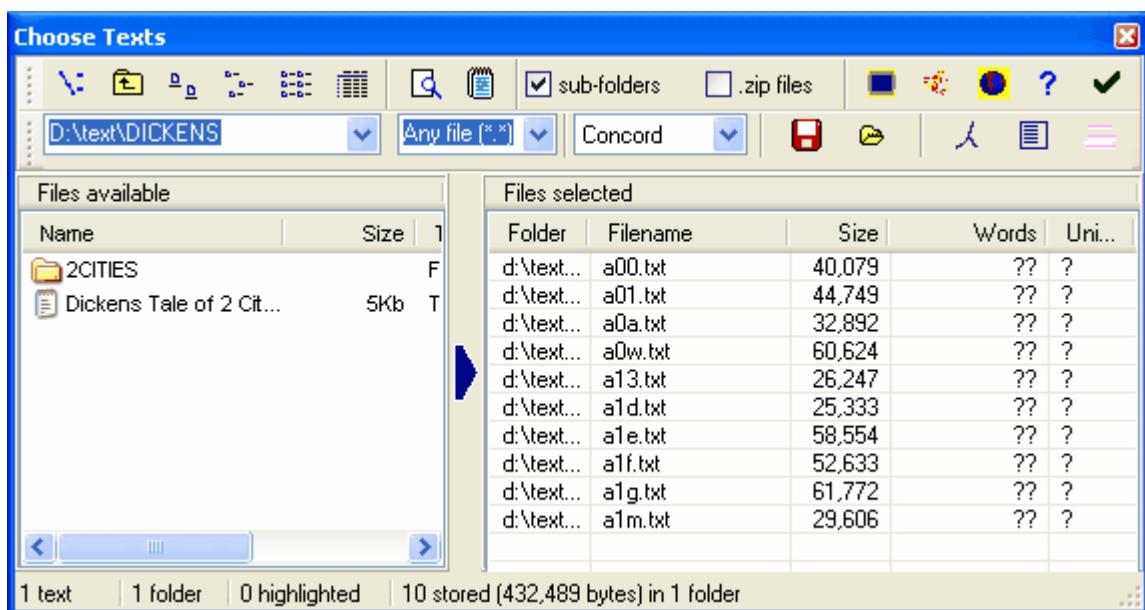 Choose Texts
sub-folders .zip files ?
D:\text\DICKENS Any file (*.*) Concord
Files available Files selected
Name Size T Folder Filename Size Words Uni...
2CITIES F d:\text... a00.txt 40,079 ?? ?
Dickens Tale of 2 Cit... 5Kb T d:\text... a01.txt 44,749 ?? ?
d:\text... a0a.txt 32,892 ?? ?
d:\text... a0w.txt 60,624 ?? ?
d:\text... a13.txt 26,247 ?? ?
d:\text... a1d.txt 25,333 ?? ?
d:\text... a1e.txt 58,554 ?? ?
d:\text... a1f.txt 52,633 ?? ?
d:\text... a1g.txt 61,772 ?? ?
d:\text... a1m.txt 29,606 ?? ?
1 text 1 folder 0 highlighted 10 stored (432,489 bytes) in 1 folder